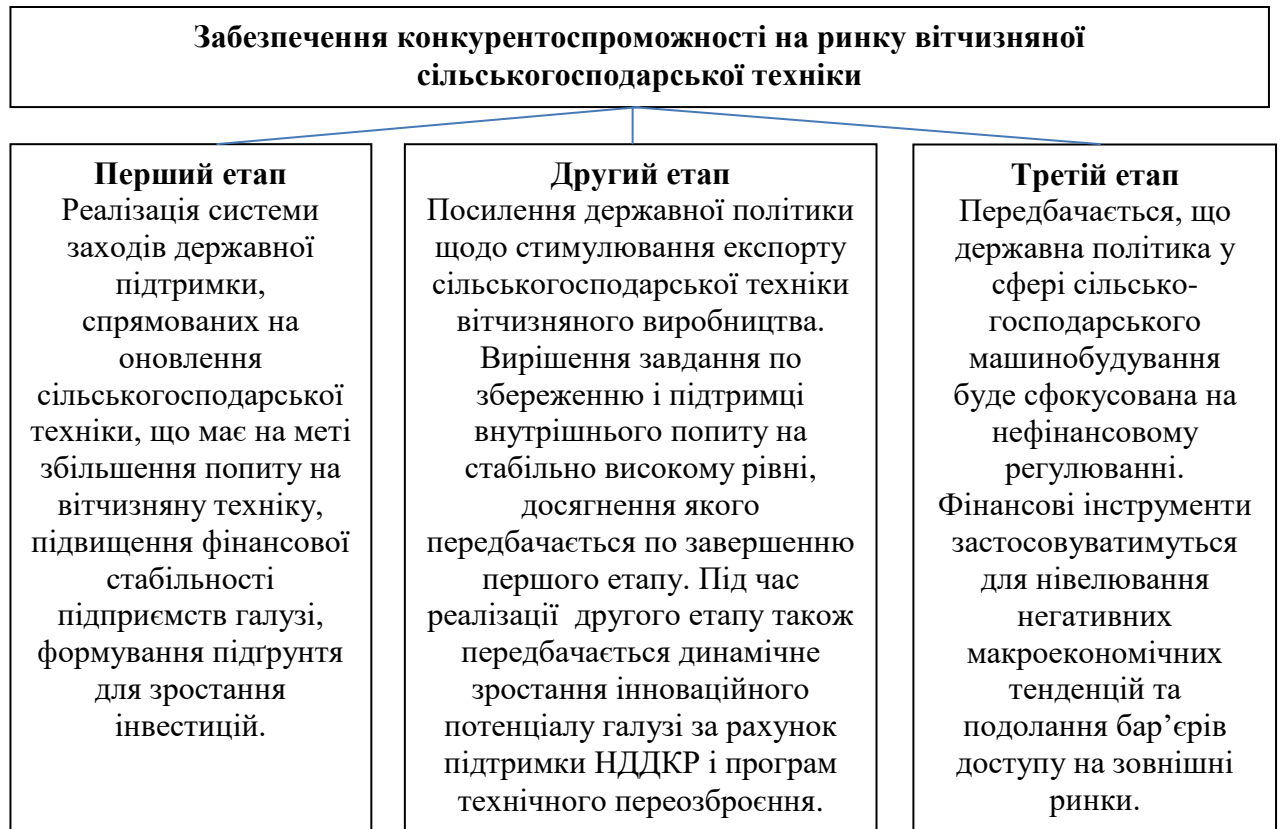 Забезпечення конкурентоспроможності на ринку вітчизняної
сільськогосподарської техніки
Перший етап
Реалізація системи
заходів державної
підтримки,
спрямованих на
оновлення
сільськогосподарської
техніки, що має на меті
збільшення попиту на
вітчизняну техніку,
підвищення фінансової
стабільності
підприємств галузі,
формування підґрунтя
для зростання
інвестицій.
Другий етап
Посилення державної політики
щодо стимулювання експорту
сільськогосподарської техніки
вітчизняного виробництва.
Вирішення завдання по
збереженню і підтримці
внутрішнього попиту на
стабільно високому рівні,
досягнення якого
передбачається по завершенню
першого етапу. Під час
реалізації  другого етапу також
передбачається динамічне
зростання інноваційного
потенціалу галузі за рахунок
підтримки НДДКР і програм
технічного переозброєння.
Третій етап
Передбачається, що
державна політика у
сфері сільсько-
господарського
машинобудування
буде сфокусована на
нефінансовому
регулюванні.
Фінансові інструменти
застосовуватимуться
для нівелювання
негативних
макроекономічних
тенденцій та
подолання бар’єрів
доступу на зовнішні
ринки.